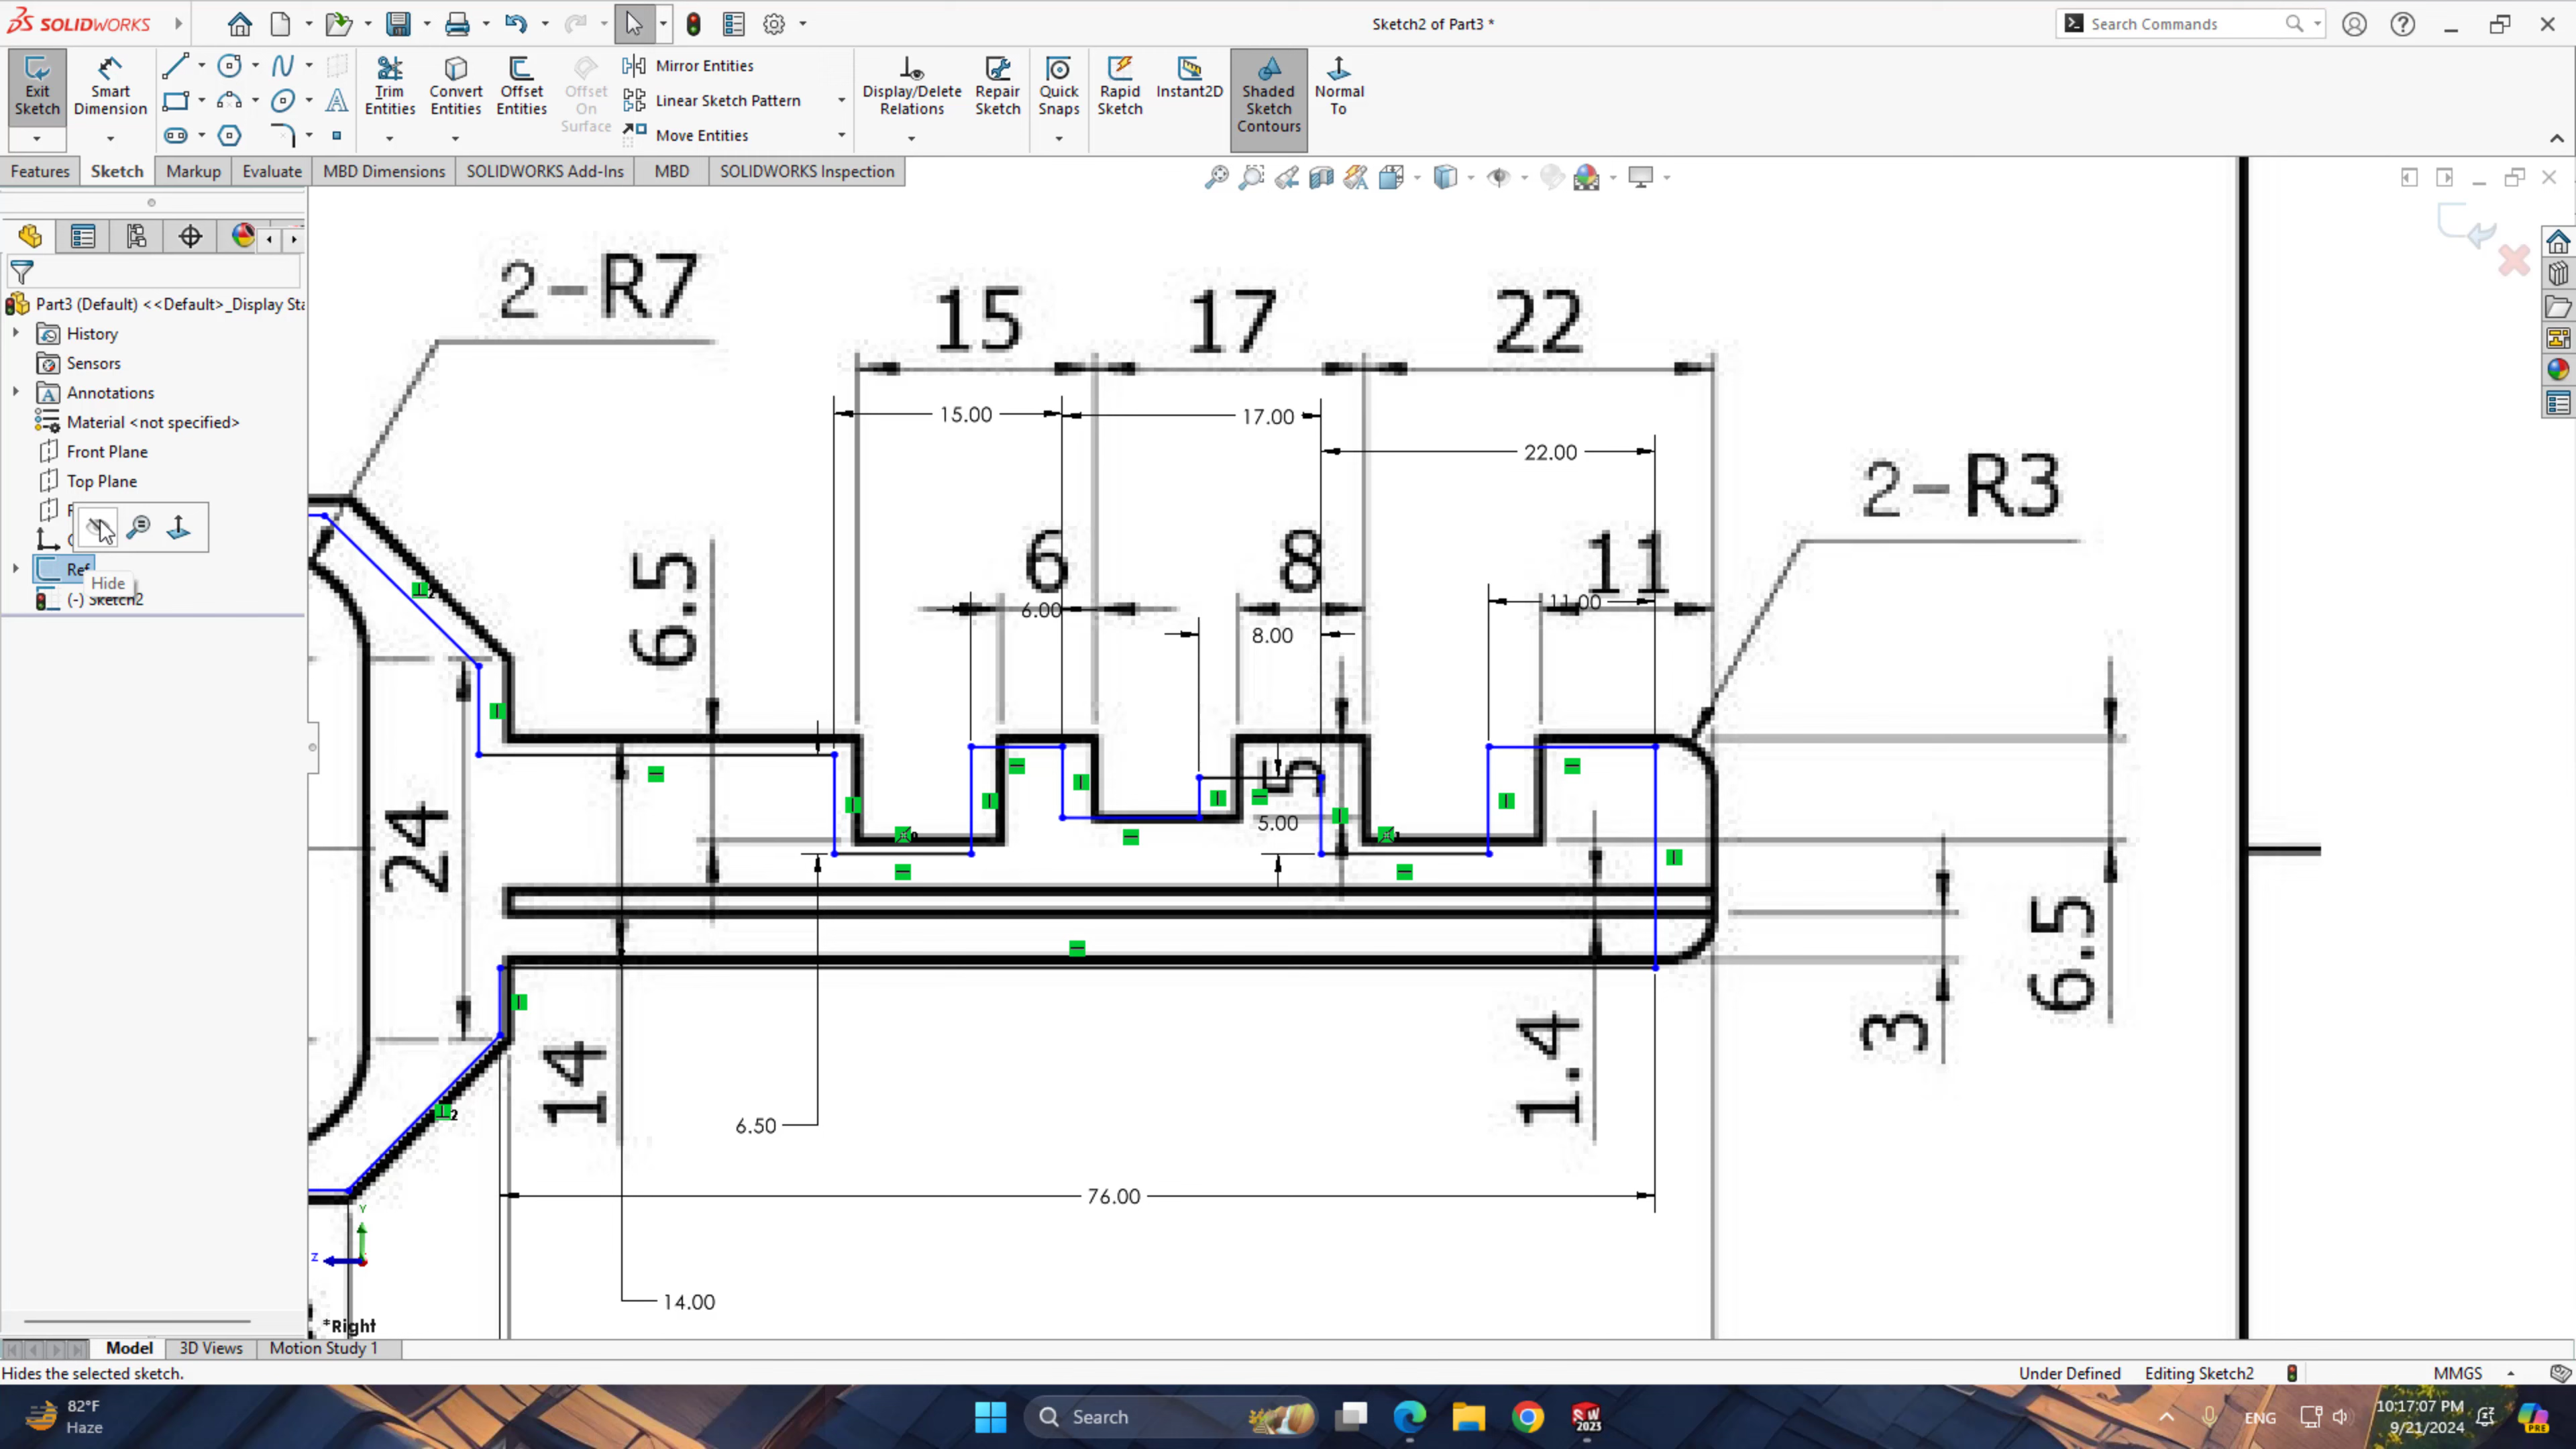 SOLIDWORKS
Sketch2 of Part3 *
Search Commands
Exit Sketch
Smart Dimension
Trim Entities
Convert Entities
Offset Entities
Offset On Surface
Mirror Entities
Linear Sketch Pattern
Move Entities
Display/Delete Relations
Repair Sketch
Quick Snaps
Rapid Sketch
Instant2D
Shaded Sketch Contours
Normal To
Features
Sketch
Markup
Evaluate
MBD Dimensions
SOLIDWORKS Add-Ins
MBD
SOLIDWORKS Inspection
Part3 (Default) <<Default>_Display Sta
History
Sensors
Annotations
Material <not specified>
Front Plane
Top Plane
Ref
Hide
(-) Sketch2
2-R7
15
17
22
15.00
17.00
22.00
2-R3
6.5
6
8
11
6.00
11.00
8.00
5
5.00
24
14
6.50
1.4
3
6.5
76.00
14.00
Y
Z
*Right
Model
3D Views
Motion Study 1
Hides the selected sketch.
Under Defined
Editing Sketch2
MMGS
82°F
Haze
Search
SW
2023
ENG
10:17:07 PM
9/21/2024
PRE